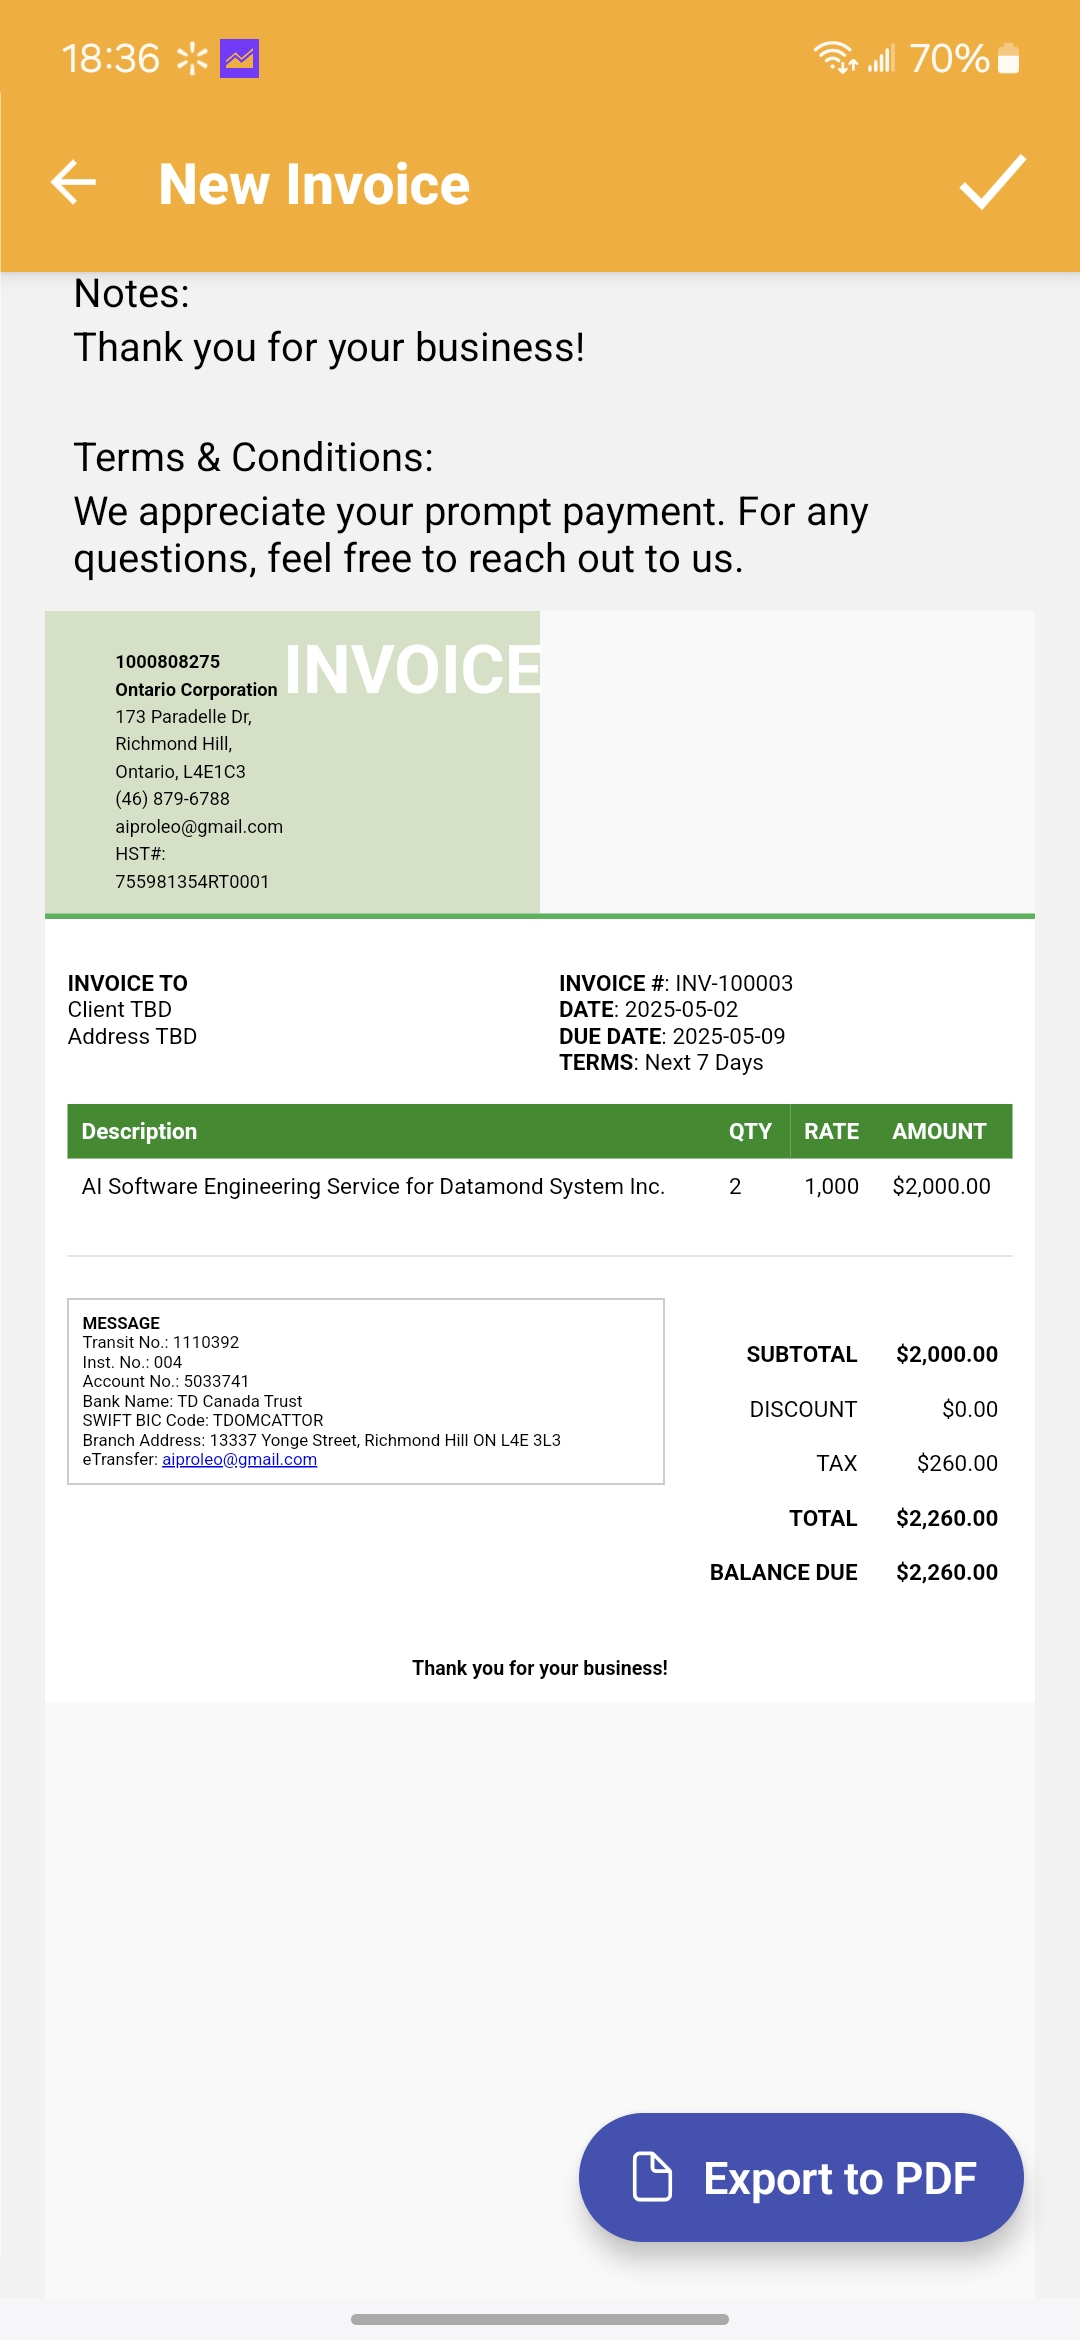 18:36
70%
New Invoice
Notes:
Thank you for your business!
Terms & Conditions:
We appreciate your prompt payment. For any
questions, feel free to reach out to us.
INVOICE
1000808275
Ontario Corporation
173 Paradelle Dr,
Richmond Hill,
Ontario, L4E1C3
(46) 879-6788
aiproleo@gmail.com
HST#:
755981354RT0001
INVOICE TO
Client TBD
Address TBD
INVOICE #: INV-100003
DATE: 2025-05-02
DUE DATE: 2025-05-09
TERMS: Next 7 Days
Description QTY RATE AMOUNT
AI Software Engineering Service for Datamond System Inc. 2 1,000 $2,000.00
MESSAGE
Transit No.: 1110392
Inst. No.: 004
Account No.: 5033741
Bank Name: TD Canada Trust
SWIFT BIC Code: TDOMCATTOR
Branch Address: 13337 Yonge Street, Richmond Hill ON L4E 3L3
eTransfer: aiproleo@gmail.com
SUBTOTAL $2,000.00
DISCOUNT $0.00
TAX $260.00
TOTAL $2,260.00
BALANCE DUE $2,260.00
Thank you for your business!
Export to PDF